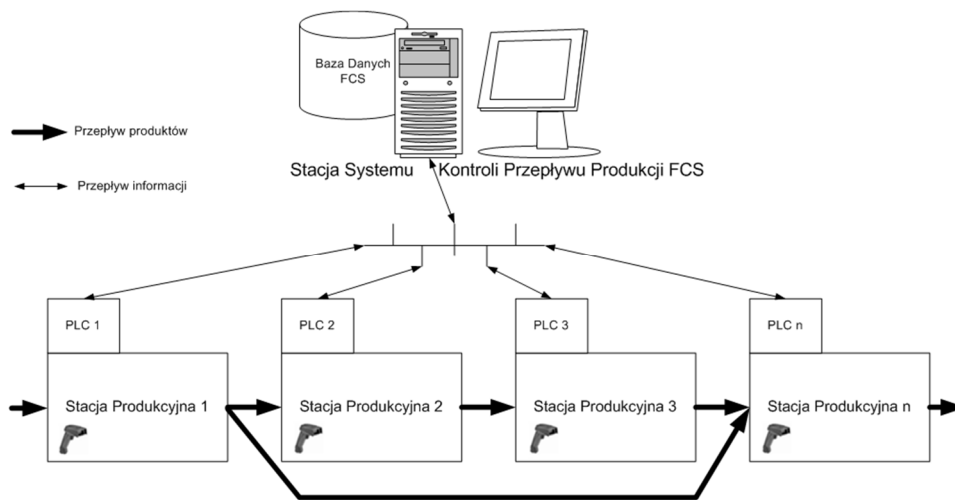 Baza Danych
FCS
Przepływ produktów
Stacja Systemu Kontroli Przepływu Produkcji FCS
Przepływ informacji
PLC 1
PLC 2
PLC 3
PLC n
Stacja Produkcyjna 1
Stacja Produkcyjna 2
Stacja Produkcyjna 3
Stacja Produkcyjna n